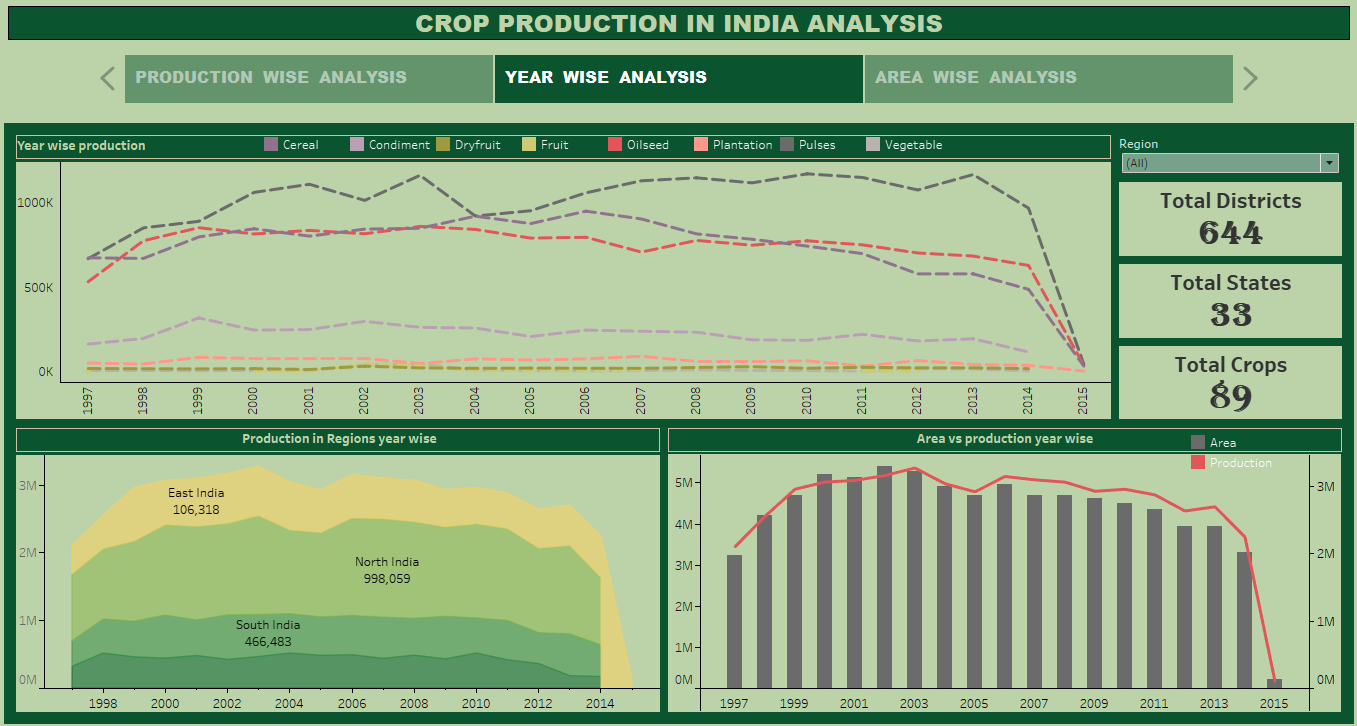 CROP PRODUCTION IN INDIA ANALYSIS
PRODUCTION WISE ANALYSIS
YEAR WISE ANALYSIS
AREA WISE ANALYSIS
Year wise production
Cereal Condiment Dryfruit Fruit Oilseed Plantation Pulses Vegetable
1000K
500K
0K
1997 1998 1999 2000 2001 2002 2003 2004 2005 2006 2007 2008 2009 2010 2011 2012 2013 2014 2015
Region
(All)
Total Districts
644
Total States
33
Total Crops
89
Production in Regions year wise
3M
2M
1M
0M
East India
106,318
North India
998,059
South India
466,483
1998 2000 2002 2004 2006 2008 2010 2012 2014
Area vs production year wise
Area
Production
5M
4M
3M
2M
1M
0M
3M
2M
1M
0M
1997 1999 2001 2003 2005 2007 2009 2011 2013 2015